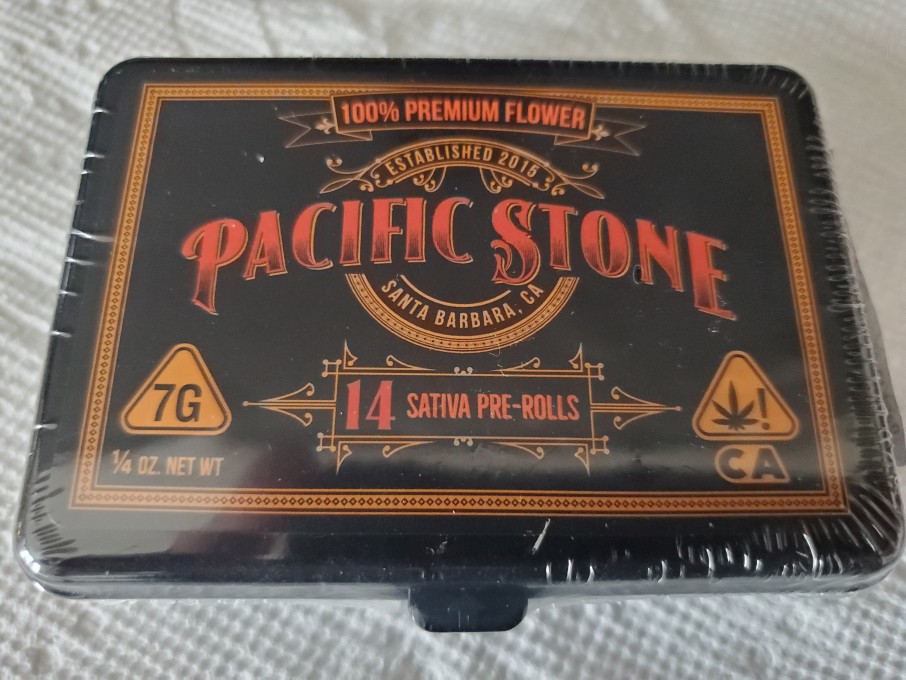 100% PREMIUM FLOWER
ESTABLISHED 2015
PACIFIC STONE
SANTA BARBARA, CA
7G
14 SATIVA PRE-ROLLS
!
1/4 OZ. NET WT
CA